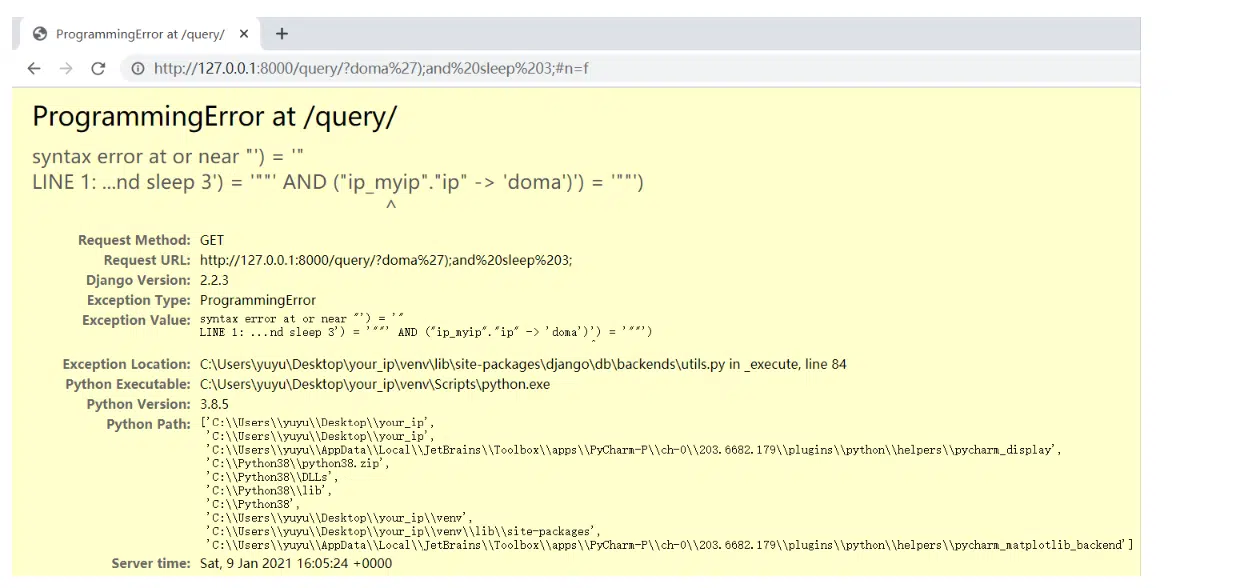 ProgrammingError at /query/
http://127.0.0.1:8000/query/?doma%27);and%20sleep%203;#n=f
ProgrammingError at /query/
syntax error at or near "') = '"
LINE 1: ...nd sleep 3') = '""' AND ("ip_myip"."ip" -> 'doma')') = '""')
^
Request Method: GET
Request URL: http://127.0.0.1:8000/query/?doma%27);and%20sleep%203;
Django Version: 2.2.3
Exception Type: ProgrammingError
Exception Value: syntax error at or near "') = '"
LINE 1: ...nd sleep 3') = '""' AND ("ip_myip"."ip" -> 'doma')') = '""')
^
Exception Location: C:\Users\yuyu\Desktop\your_ip\venv\lib\site-packages\django\db\backends\utils.py in _execute, line 84
Python Executable: C:\Users\yuyu\Desktop\your_ip\venv\Scripts\python.exe
Python Version: 3.8.5
Python Path: ['C:\\Users\\yuyu\\Desktop\\your_ip',
'C:\\Users\\yuyu\\Desktop\\your_ip',
'C:\\Users\\yuyu\\AppData\\Local\\JetBrains\\Toolbox\\apps\\PyCharm-P\\ch-0\\203.6682.179\\plugins\\python\\helpers\\pycharm_display',
'C:\\Python38\\python38.zip',
'C:\\Python38\\DLLs',
'C:\\Python38\\lib',
'C:\\Python38',
'C:\\Users\\yuyu\\Desktop\\your_ip\\venv',
'C:\\Users\\yuyu\\Desktop\\your_ip\\venv\\lib\\site-packages',
'C:\\Users\\yuyu\\AppData\\Local\\JetBrains\\Toolbox\\apps\\PyCharm-P\\ch-0\\203.6682.179\\plugins\\python\\helpers\\pycharm_matplotlib_backend']
Server time: Sat, 9 Jan 2021 16:05:24 +0000